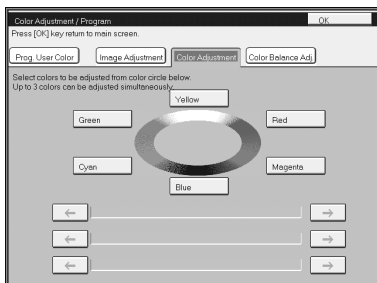 Color Adjustment / Program OK
Press [OK] key return to main screen.
Prog. User Color Image Adjustment Color Adjustment Color Balance Adj.
Select colors to be adjusted from color circle below.
Up to 3 colors can be adjusted simultaneously.
Yellow
Green Red
Cyan Magenta
Blue
← →
← →
← →